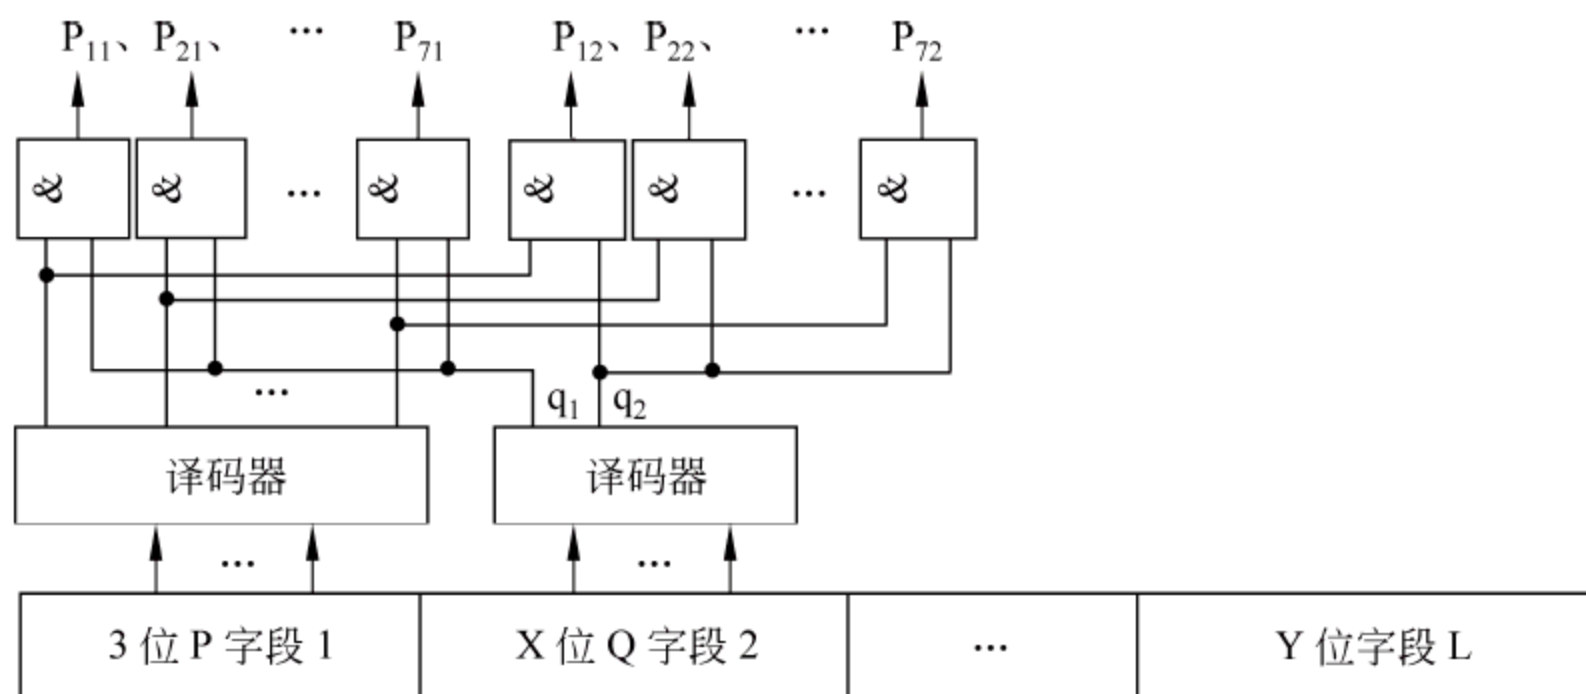 P₁₁、P₂₁、 ... P₇₁ P₁₂、P₂₂、 ... P₇₂
& & ... & & & ... &
... q₁ q₂
译码器 译码器
... ...
3 位 P 字段 1 X 位 Q 字段 2 ... Y 位字段 L